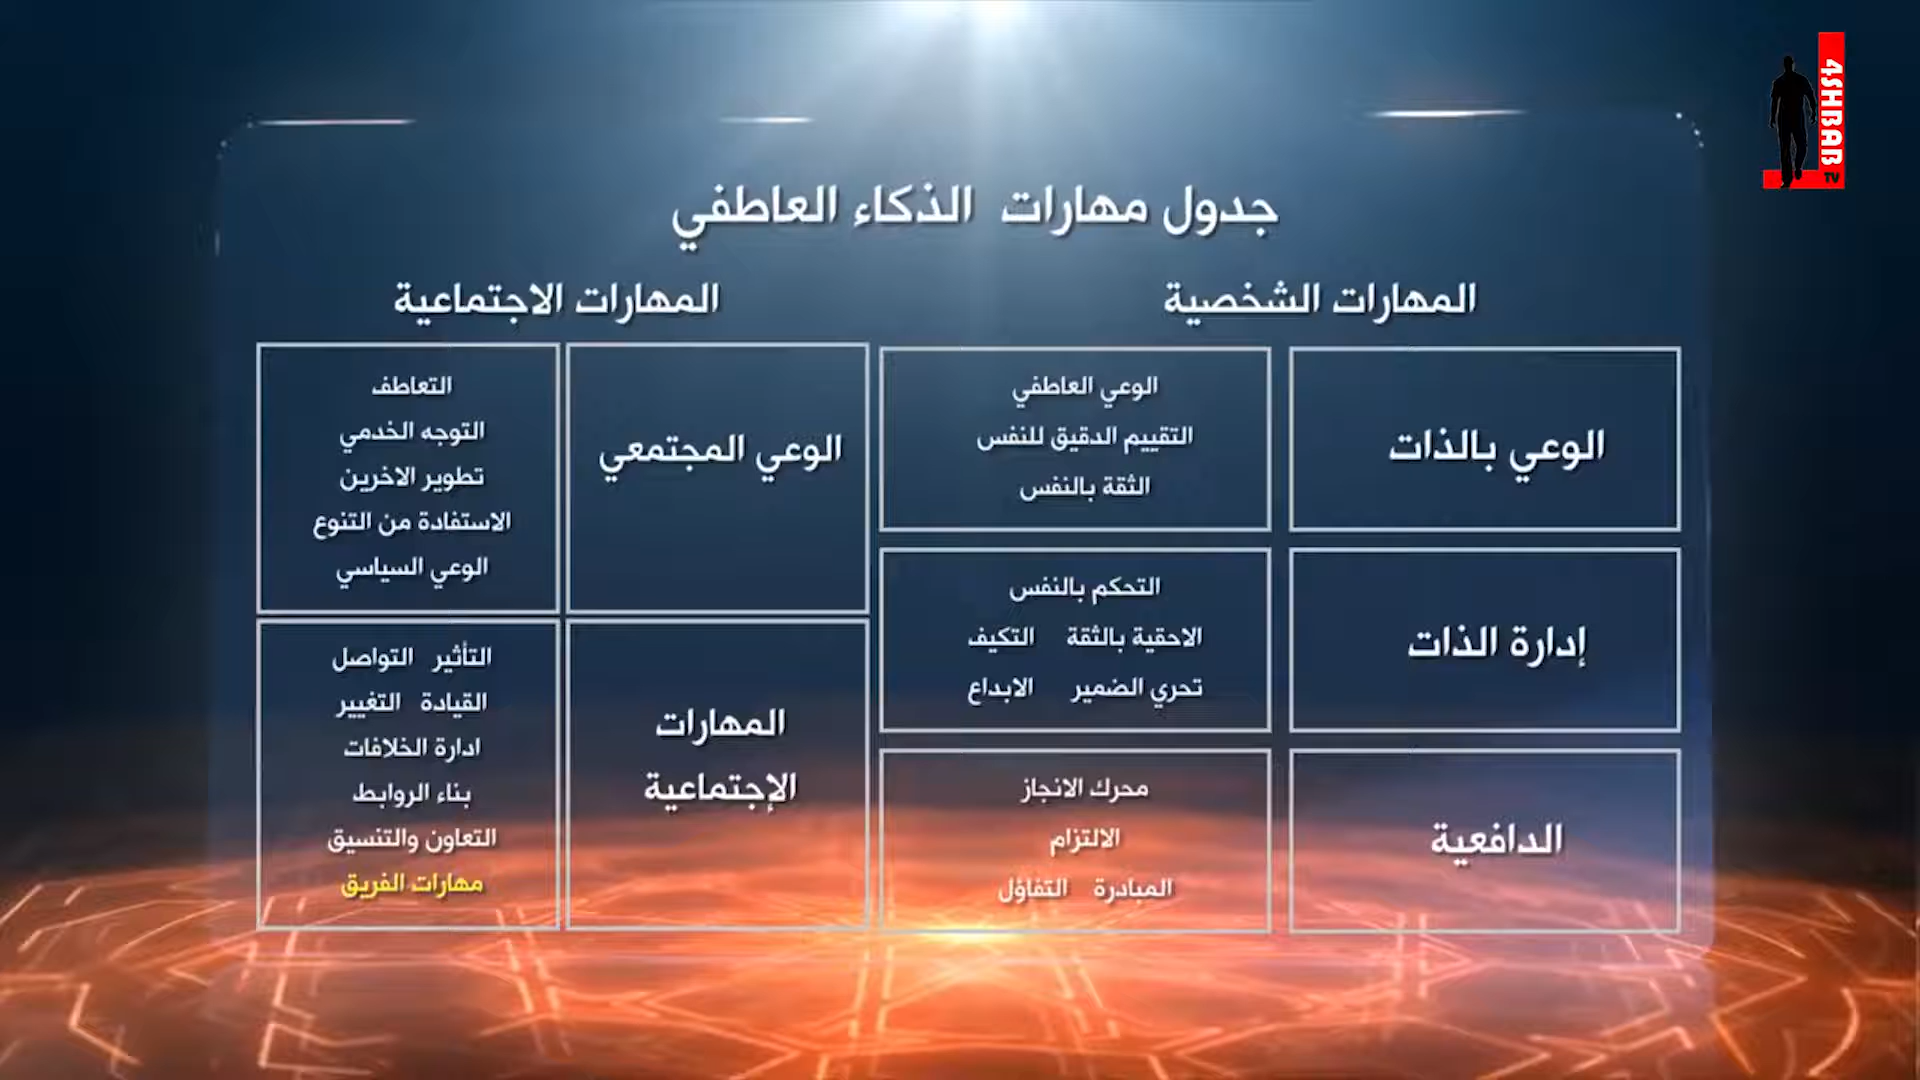 جدول مهارات الذكاء العاطفي
المهارات الشخصية
الوعي بالذات
الوعي العاطفي
التقييم الدقيق للنفس
الثقة بالنفس
إدارة الذات
التحكم بالنفس
الاحقية بالثقة التكيف
تحري الضمير الابداع
الدافعية
محرك الانجاز
الالتزام
المبادرة التفاؤل
المهارات الاجتماعية
الوعي المجتمعي
التعاطف
التوجه الخدمي
تطوير الاخرين
الاستفادة من التنوع
الوعي السياسي
المهارات
الإجتماعية
التأثير التواصل
القيادة التغيير
ادارة الخلافات
بناء الروابط
التعاون والتنسيق
مهارات الفريق
4SHBAB
TV